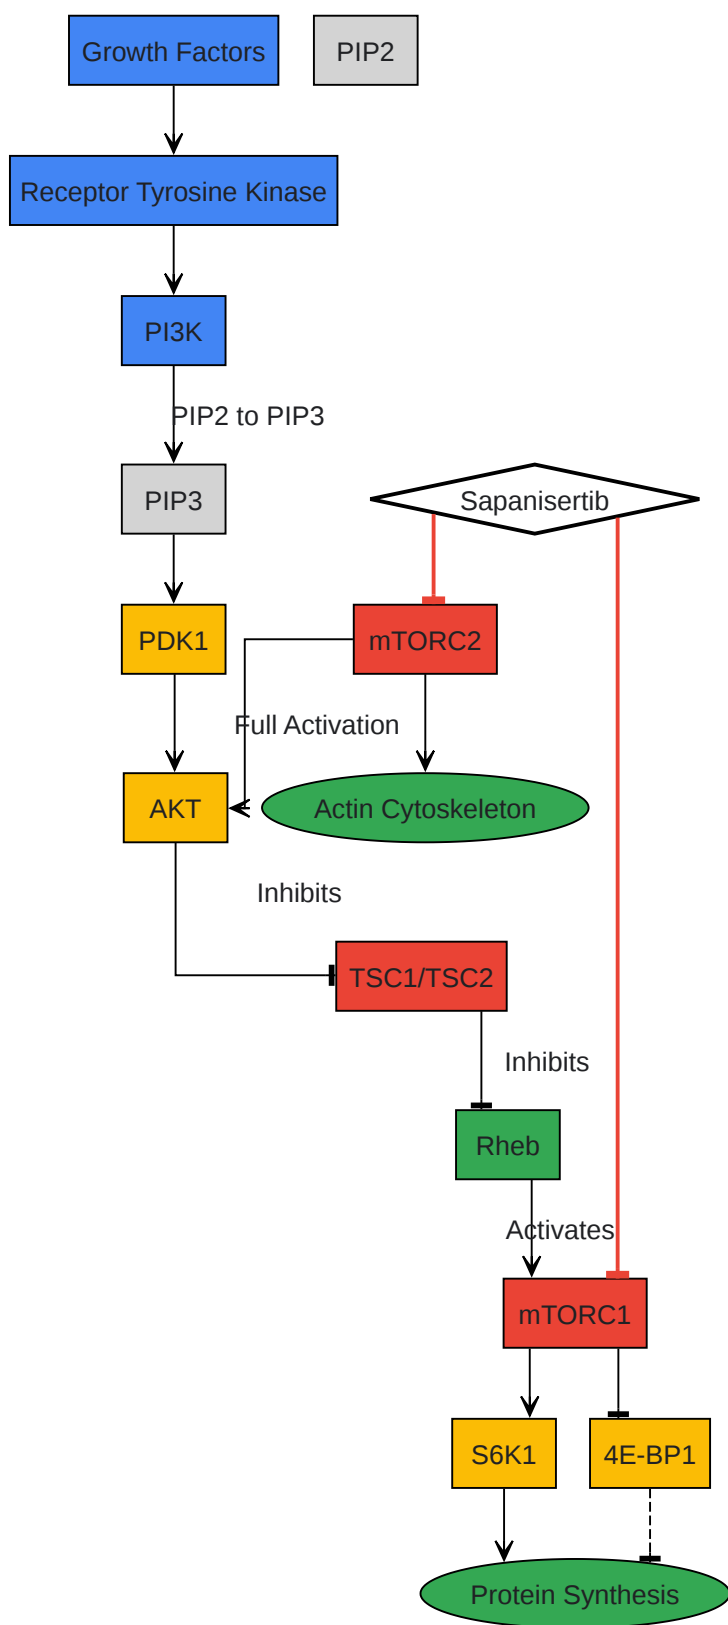 Growth Factors
PIP2
Receptor Tyrosine Kinase
PI3K
PIP2 to PIP3
PIP3
Sapanisertib
PDK1
mTORC2
Full Activation
AKT
Actin Cytoskeleton
Inhibits
TSC1/TSC2
Inhibits
Rheb
Activates
mTORC1
S6K1
4E-BP1
Protein Synthesis